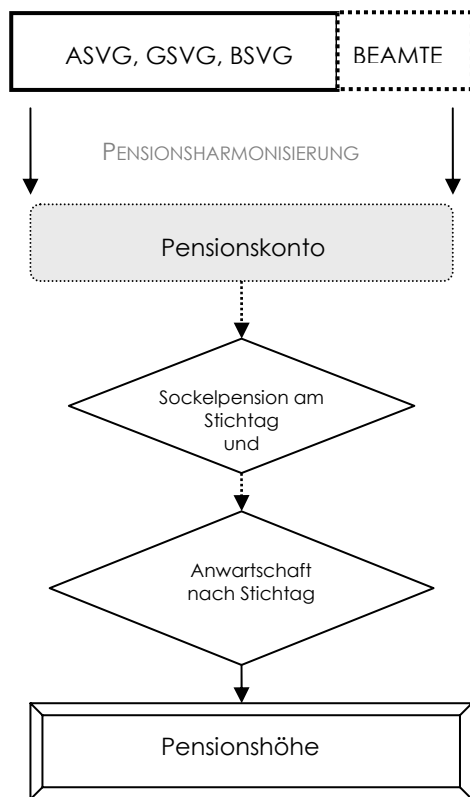 ASVG, GSVG, BSVG BEAMTE
PENSIONSHARMONISIERUNG
Pensionskonto
Sockelpension am
Stichtag
und
Anwartschaft
nach Stichtag
Pensionshöhe